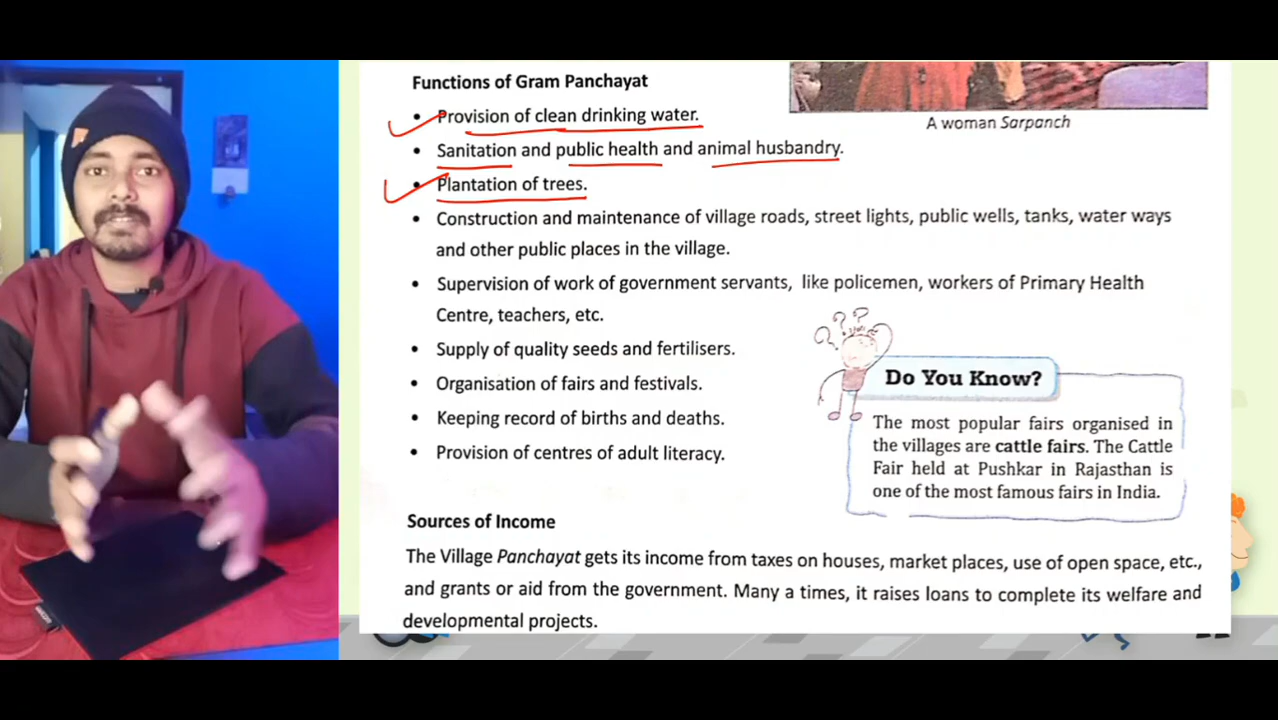 Functions of Gram Panchayat
• Provision of clean drinking water.
A woman Sarpanch
• Sanitation and public health and animal husbandry.
• Plantation of trees.
• Construction and maintenance of village roads, street lights, public wells, tanks, water ways
and other public places in the village.
• Supervision of work of government servants, like policemen, workers of Primary Health
Centre, teachers, etc.
• Supply of quality seeds and fertilisers.
• Organisation of fairs and festivals.
• Keeping record of births and deaths.
• Provision of centres of adult literacy.
???
Do You Know?
The most popular fairs organised in
the villages are cattle fairs. The Cattle
Fair held at Pushkar in Rajasthan is
one of the most famous fairs in India.
Sources of Income
The Village Panchayat gets its income from taxes on houses, market places, use of open space, etc.,
and grants or aid from the government. Many a times, it raises loans to complete its welfare and
developmental projects.